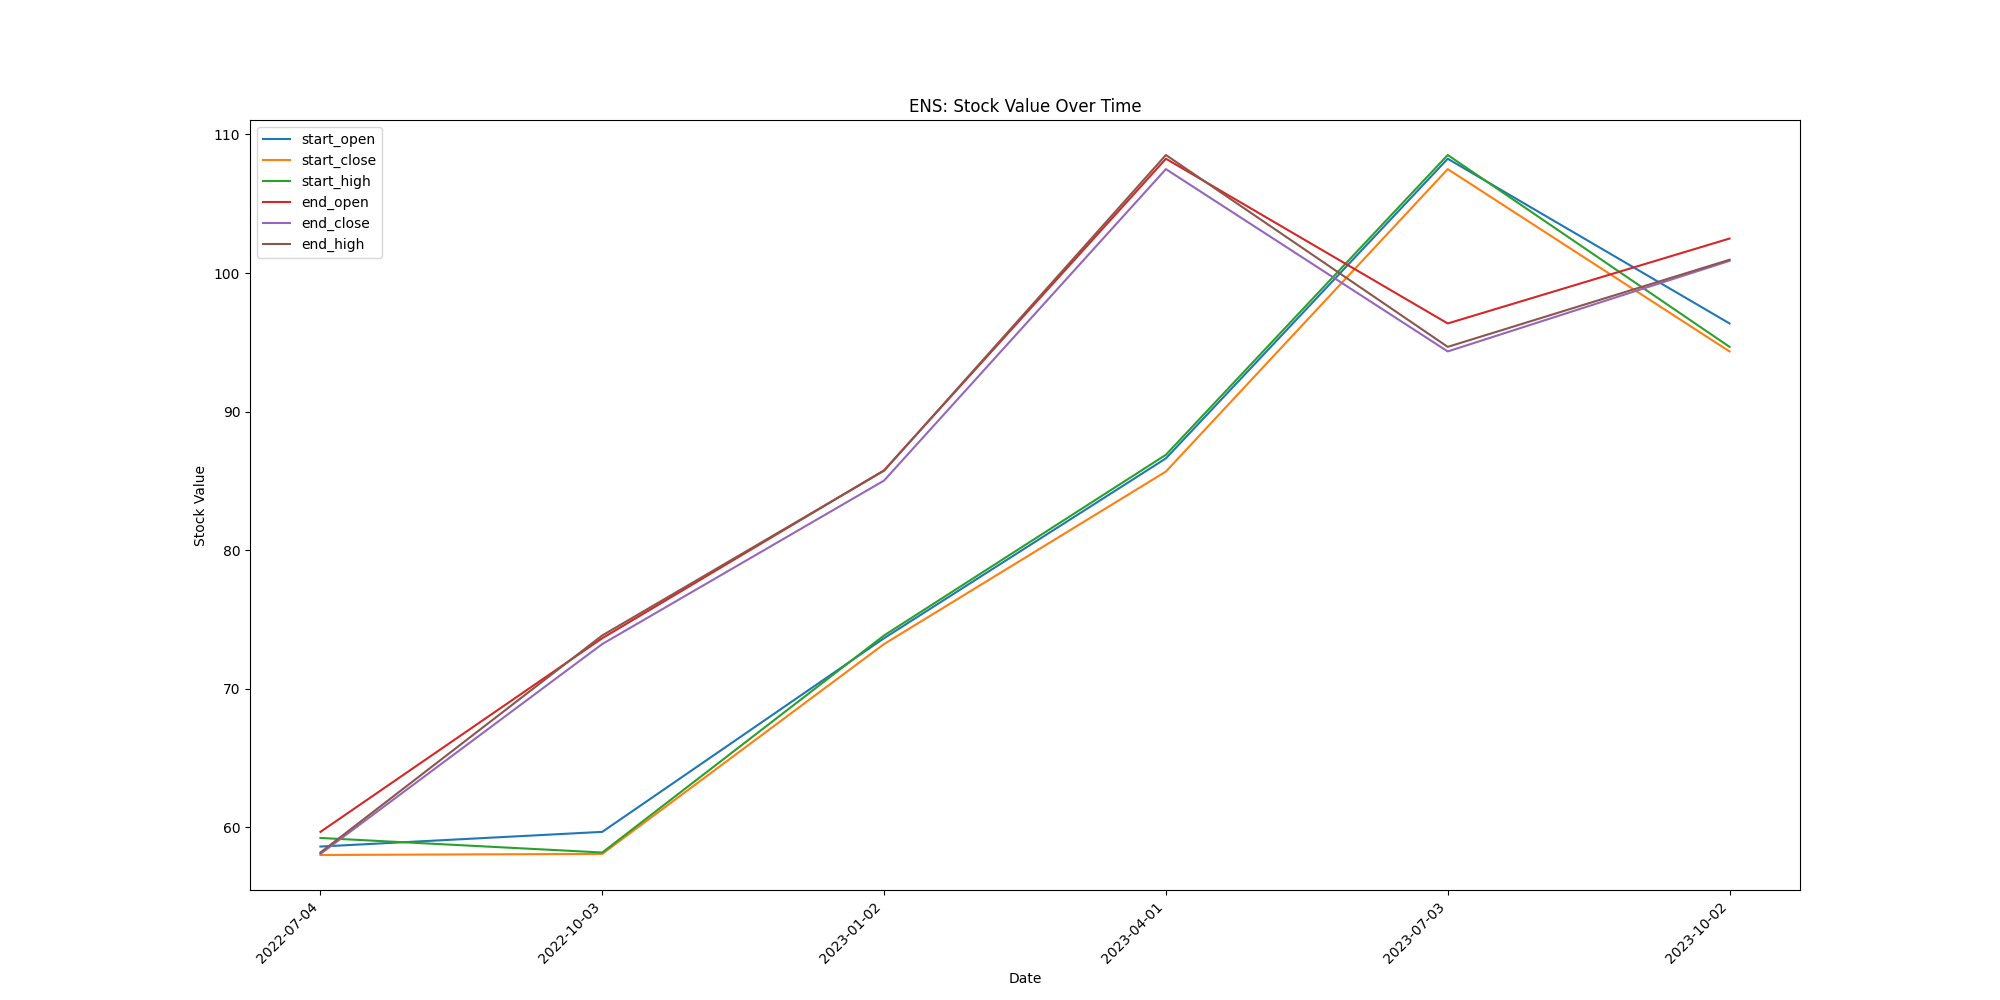 ENS: Stock Value Over Time
start_open
start_close
start_high
end_open
end_close
end_high
110
100
90
80
70
60
Stock Value
2022-07-04
2022-10-03
2023-01-02
2023-04-01
2023-07-03
2023-10-02
Date